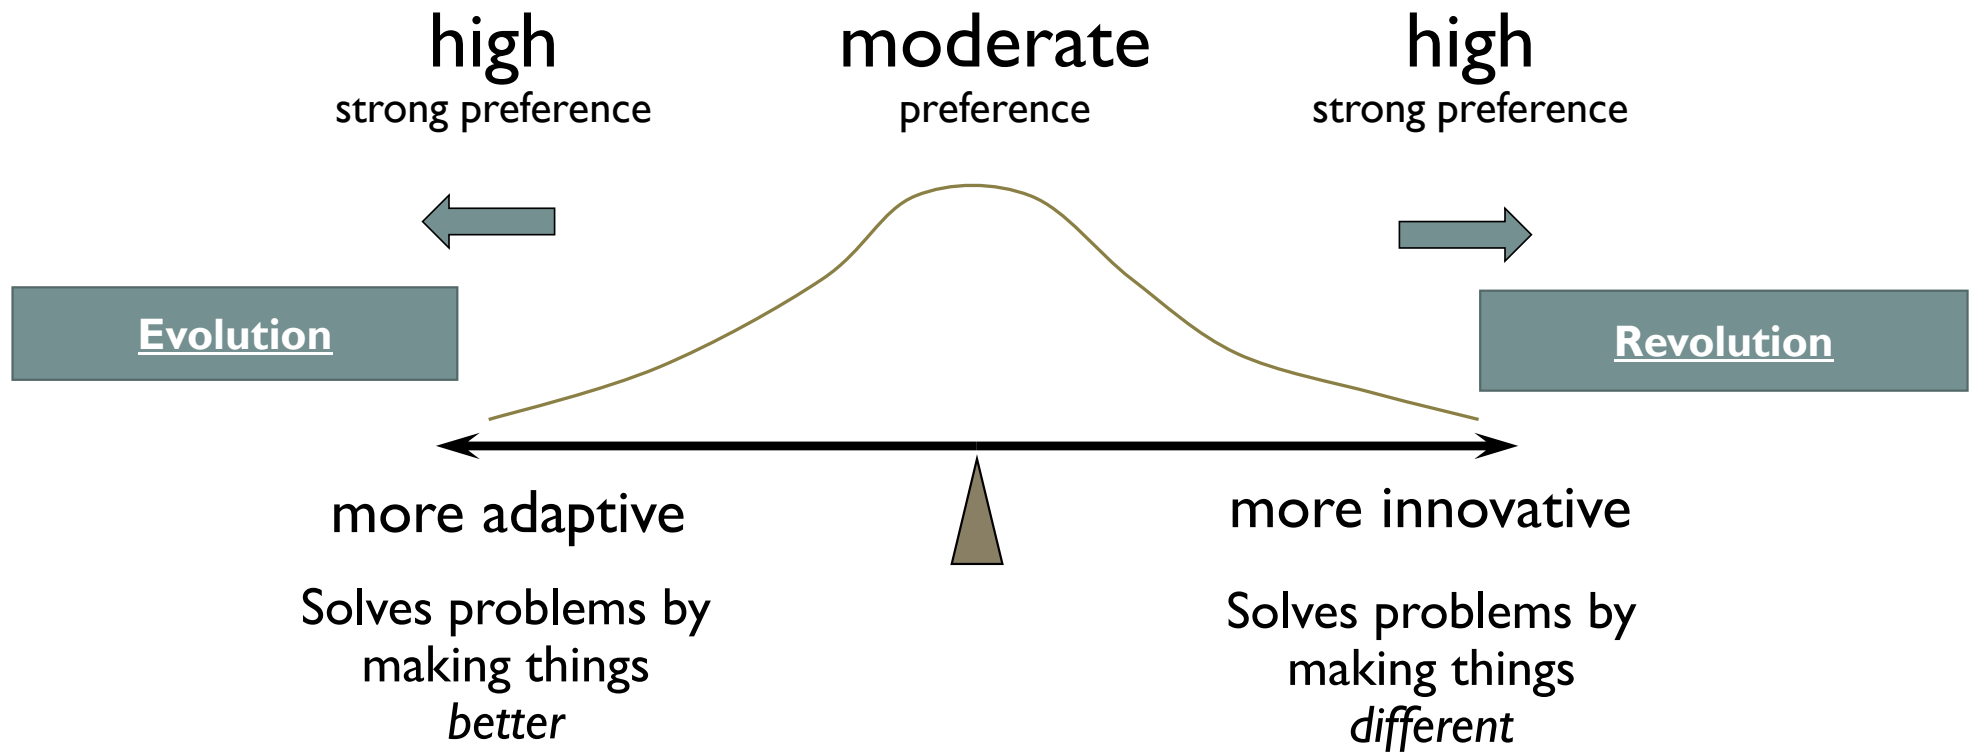 high
strong preference
moderate
preference
high
strong preference
Evolution
Revolution
more adaptive
Solves problems by
making things
better
more innovative
Solves problems by
making things
different